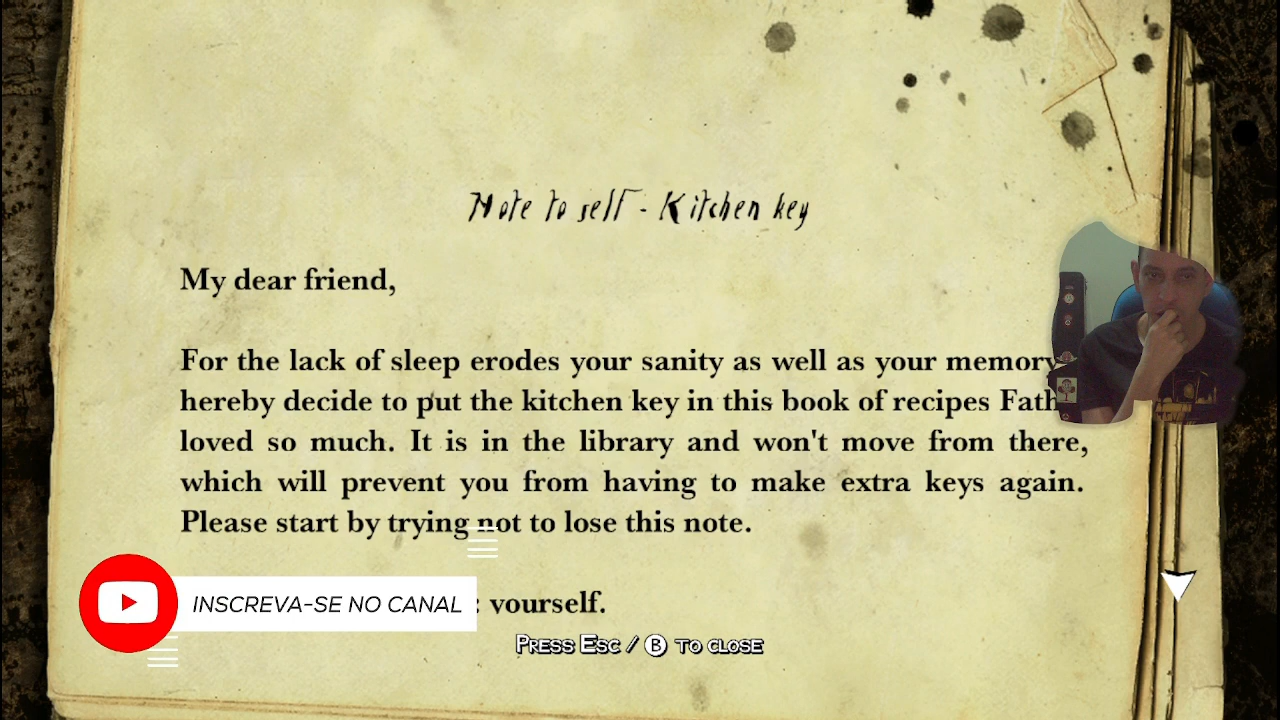 Note to self - Kitchen key
My dear friend,
For the lack of sleep erodes your sanity as well as your memory
hereby decide to put the kitchen key in this book of recipes
loved so much. It is in the library and won't move from there,
which will prevent you from having to make extra keys again.
Please start by trying not to lose this note.
INSCREVA-SE NO CANAL
yourself.
PRESS ESC / B TO CLOSE